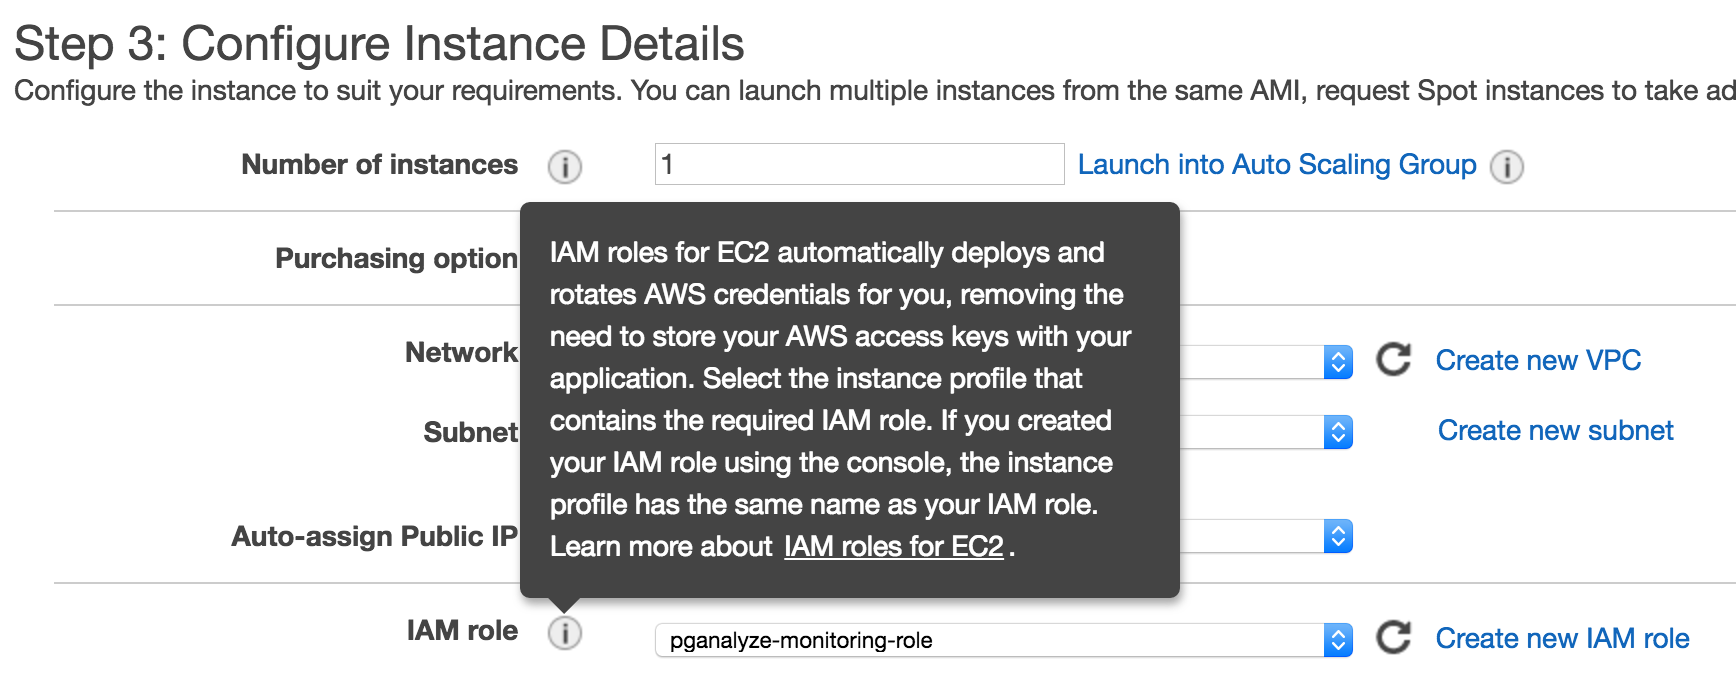 Step 3: Configure Instance Details
Configure the instance to suit your requirements. You can launch multiple instances from the same AMI, request Spot instances to take ad
Number of instances 1 Launch into Auto Scaling Group
Purchasing option
IAM roles for EC2 automatically deploys and
rotates AWS credentials for you, removing the
need to store your AWS access keys with your
application. Select the instance profile that
contains the required IAM role. If you created
your IAM role using the console, the instance
profile has the same name as your IAM role.
Learn more about IAM roles for EC2 .
Network Create new VPC
Subnet Create new subnet
Auto-assign Public IP
IAM role pganalyze-monitoring-role Create new IAM role